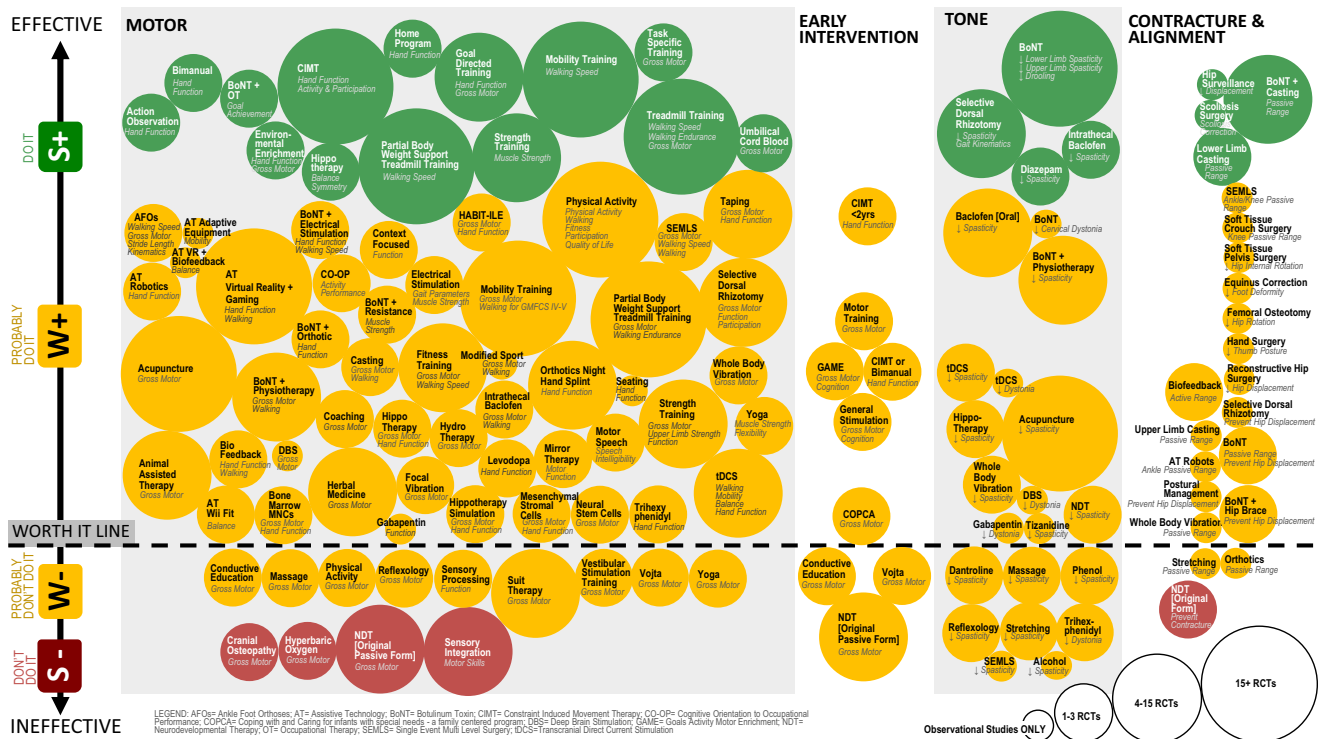 EFFECTIVE
DO IT
S+
PROBABLY
DO IT
W+
WORTH IT LINE
PROBABLY
DON'T DO IT
W-
DON'T
DO IT
S -
INEFFECTIVE
MOTOR
Home
Program
Hand Function
Task
Specific
Training
Gross Motor
Goal
Directed
Training
Hand Function
Gross Motor
Mobility Training
Walking Speed
CIMT
Hand Function
Activity & Participation
Bimanual
Hand
Function
BoNT +
OT
Goal
Achievement
Action
Observation
Hand Function
Environ-
mental
Enrichment
Hand Function
Gross Motor
Hippo
therapy
Balance
Symmetry
Partial Body
Weight Support
Treadmill Training
Walking Speed
Strength
Training
Muscle Strength
Treadmill Training
Walking Speed
Walking Endurance
Gross Motor
Umbilical
Cord Blood
Gross Motor
AFOs
Walking Speed
Gross Motor
Stride Length
Kinematics
AT Adaptive
Equipment
Mobility
AT VR +
Biofeedback
Balance
BoNT +
Electrical
Stimulation
Hand Function
Walking Speed
Context
Focused
Function
HABIT-ILE
Gross Motor
Hand Function
Physical Activity
Physical Activity
Walking
Fitness
Participation
Quality of Life
SEMLS
Gross Motor
Walking Speed
Walking
Taping
Gross Motor
Hand Function
AT
Robotics
Hand Function
AT
Virtual Reality +
Gaming
Hand Function
Walking
CO-OP
Activity
Performance
BoNT +
Resistance
Muscle
Strength
Electrical
Stimulation
Gait Parameters
Muscle Strength
Mobility Training
Gross Motor
Walking for GMFCS IV-V
Partial Body
Weight Support
Treadmill Training
Gross Motor
Walking Endurance
Selective
Dorsal
Rhizotomy
Gross Motor
Function
Participation
BoNT +
Orthotic
Hand
Function
Acupuncture
Gross Motor
BoNT +
Physiotherapy
Gross Motor
Walking
Casting
Gross Motor
Walking
Fitness
Training
Gross Motor
Walking Speed
Modified Sport
Gross Motor
Walking
Orthotics Night
Hand Splint
Hand Function
Seating
Hand
Function
Whole Body
Vibration
Gross Motor
Coaching
Gross Motor
Hippo
Therapy
Gross Motor
Hand Function
Intrathecal
Baclofen
Gross Motor
Walking
Hydro
Therapy
Gross Motor
Strength
Training
Gross Motor
Upper Limb Strength
Function
Yoga
Muscle Strength
Flexibility
Motor
Speech
Speech
Intelligibility
Bio
Feedback
Hand Function
Walking
DBS
Gross
Motor
Animal
Assisted
Therapy
Gross Motor
Levodopa
Hand Function
Mirror
Therapy
Motor
Function
Herbal
Medicine
Gross Motor
Focal
Vibration
Gross Motor
tDCS
Walking
Mobility
Balance
Hand Function
AT
Wii Fit
Balance
Bone
Marrow
MNCs
Gross Motor
Hand Function
Gabapentin
Function
Hippotherapy
Simulation
Gross Motor
Hand Function
Mesenchymal
Stromal
Cells
Gross Motor
Hand Function
Neural
Stem Cells
Gross Motor
Trihexy
phenidyl
Hand Function
Conductive
Education
Gross Motor
Massage
Gross Motor
Physical
Activity
Gross Motor
Reflexology
Gross Motor
Sensory
Processing
Function
Suit
Therapy
Gross Motor
Vestibular
Stimulation
Training
Gross Motor
Vojta
Gross Motor
Yoga
Gross Motor
Cranial
Osteopathy
Gross Motor
Hyperbaric
Oxygen
Gross Motor
NDT
[Original
Passive Form]
Gross Motor
Sensory
Integration
Motor Skills
EARLY
INTERVENTION
CIMT
<2yrs
Hand Function
Motor
Training
Gross Motor
GAME
Gross Motor
Cognition
CIMT or
Bimanual
Hand Function
General
Stimulation
Gross Motor
Cognition
COPCA
Gross Motor
Conductive
Education
Gross Motor
Vojta
Gross Motor
NDT
[Original
Passive Form]
Gross Motor
TONE
BoNT
↓ Lower Limb Spasticity
↓ Upper Limb Spasticity
↓ Drooling
Selective
Dorsal
Rhizotomy
↓ Spasticity
Gait Kinematics
Intrathecal
Baclofen
↓ Spasticity
Diazepam
↓ Spasticity
Baclofen [Oral]
↓ Spasticity
BoNT
↓ Cervical Dystonia
BoNT +
Physiotherapy
↓ Spasticity
tDCS
↓ Spasticity
tDCS
↓ Dystonia
Hippo-
Therapy
↓ Spasticity
Acupuncture
↓ Spasticity
Whole
Body
Vibration
↓ Spasticity
DBS
↓ Dystonia
NDT
↓ Spasticity
Gabapentin
↓ Dystonia
Tizanidine
↓ Spasticity
Dantroline
↓ Spasticity
Massage
↓ Spasticity
Phenol
↓ Spasticity
Reflexology
↓ Spasticity
Stretching
↓ Spasticity
Trihex-
phenidyl
↓ Dystonia
SEMLS
↓ Spasticity
Alcohol
↓ Spasticity
CONTRACTURE &
ALIGNMENT
Hip
Surveillance
↓ Displacement
Scoliosis
Surgery
Scoliosis
Correction
BoNT +
Casting
Passive
Range
Lower Limb
Casting
Passive
Range
SEMLS
Ankle/Knee Passive
Range
Soft Tissue
Crouch Surgery
Knee Passive Range
Soft Tissue
Pelvis Surgery
↓ Hip Internal Rotation
Equinus Correction
↓ Foot Deformity
Femoral Osteotomy
↓ Hip Rotation
Hand Surgery
↓ Thumb Posture
Reconstructive Hip
Surgery
↓ Hip Displacement
Biofeedback
Active Range
Selective Dorsal
Rhizotomy
Prevent Hip Displacement
Upper Limb Casting
Passive Range
BoNT
Passive Range
Prevent Hip Displacement
AT Robots
Ankle Passive Range
Postural
Management
Prevent Hip Displacement
BoNT +
Hip Brace
Prevent Hip Displacement
Whole Body Vibration
Passive Range
Stretching
Passive Range
Orthotics
Passive Range
NDT
[Original
Form]
Prevent
Contracture
Observational Studies ONLY
1-3 RCTs
4-15 RCTs
15+ RCTs
LEGEND: AFOs= Ankle Foot Orthoses; AT= Assistive Technology; BoNT= Botulinum Toxin; CIMT= Constraint Induced Movement Therapy; CO-OP= Cognitive Orientation to Occupational
Performance; COPCA= Coping with and Caring for infants with special needs - a family centered program; DBS= Deep Brain Stimulation; GAME= Goals Activity Motor Enrichment; NDT=
Neurodevelopmental Therapy; OT= Occupational Therapy; SEMLS= Single Event Multi Level Surgery; tDCS=Transcranial Direct Current Stimulation